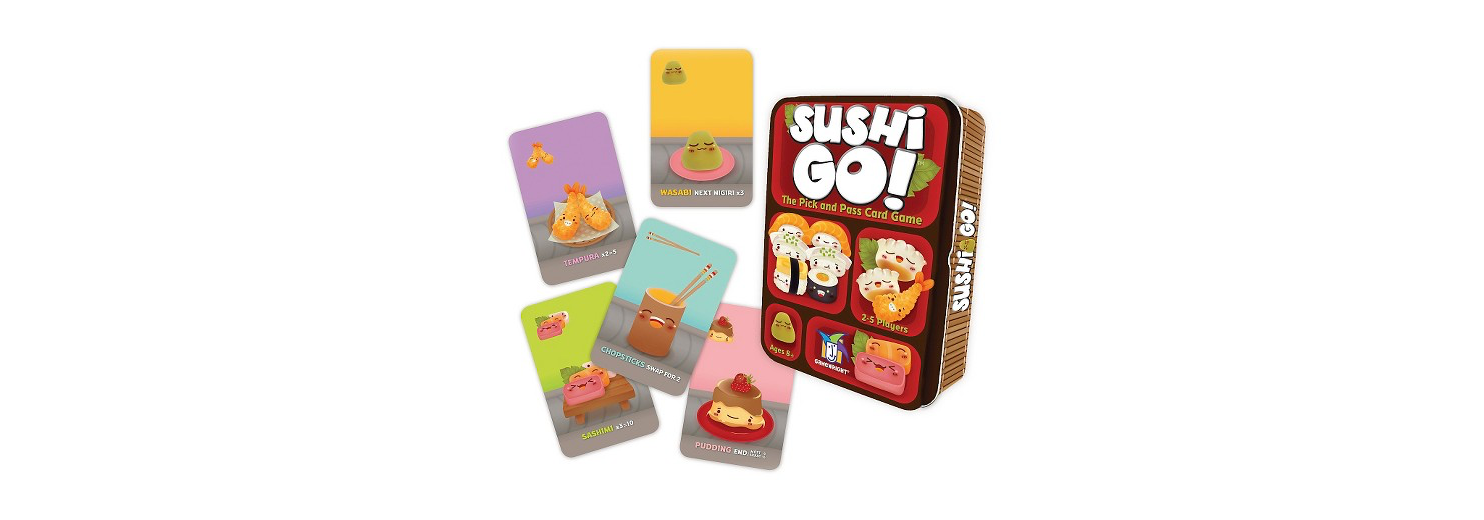 WASABI NEXT NIGIRI x3
TEMPURA x2=5
CHOPSTICKS SWAP FOR 2
SASHIMI x3=10
PUDDING END:
SUSHI
GO!
The Pick and Pass Card Game
2-5 Players
Ages 8+
GAMEWRIGHT
SUSHI GO!